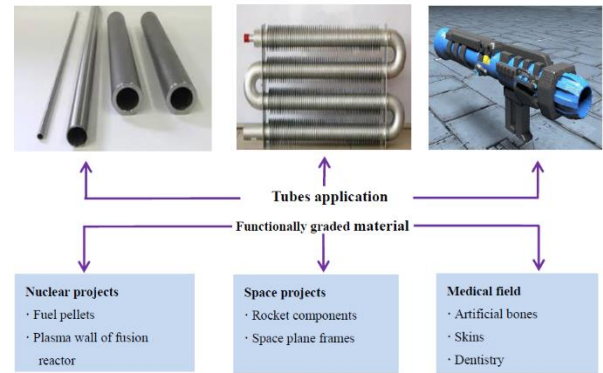 Tubes application
Functionally graded material
Nuclear projects
· Fuel pellets
· Plasma wall of fusion
reactor
Space projects
· Rocket components
· Space plane frames
Medical field
· Artificial bones
· Skins
· Dentistry